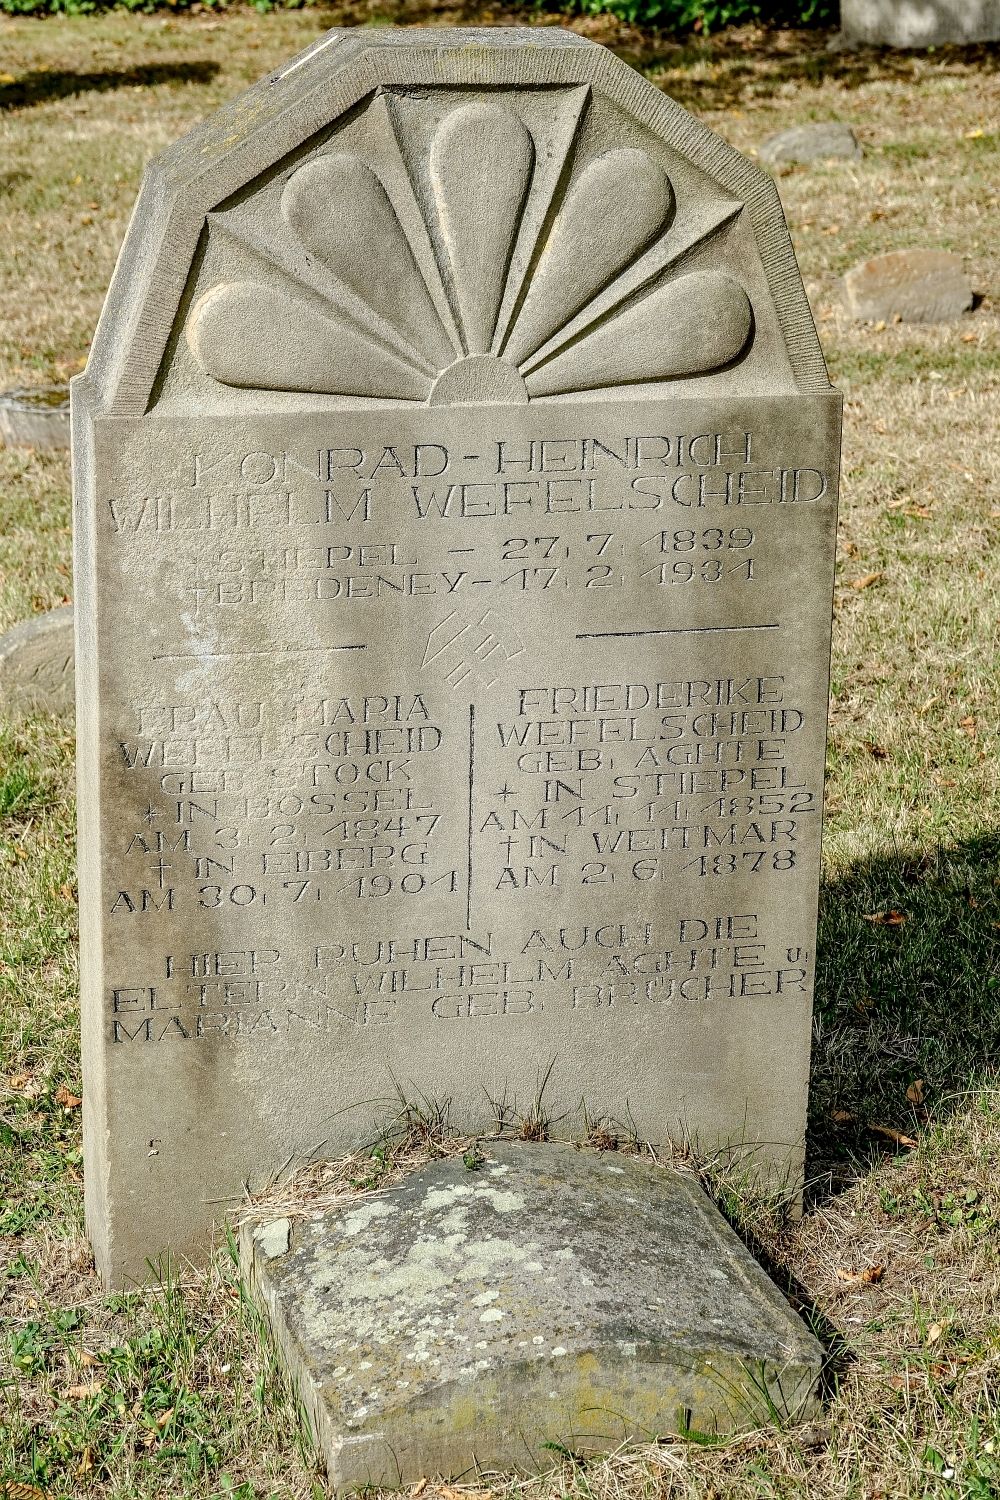 KONRAD - HEINRICH
WILHELM WEFELSCHEID
* STIEPEL - 27. 7. 1839
† BREDENEY - 17. 2. 1931
FRAU MARIA
WEFELSCHEID
GEB. STOCK
* IN BOSSEL
AM 3. 2. 1847
† IN EIBERG
AM 30. 7. 1901
FRIEDERIKE
WEFELSCHEID
GEB. AGHTE
* IN STIEPEL
AM 11. 11. 1852
† IN WEITMAR
AM 2. 6. 1878
HIER RUHEN AUCH DIE
ELTERN WILHELM AGHTE U.
MARIANNE GEB. BRÜCHER